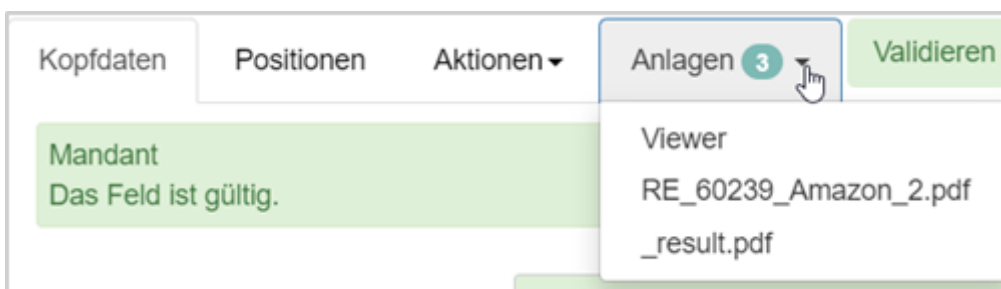 Kopfdaten Positionen Aktionen Anlagen 3 Validieren
Mandant
Das Feld ist gültig.
Viewer
RE_60239_Amazon_2.pdf
_result.pdf